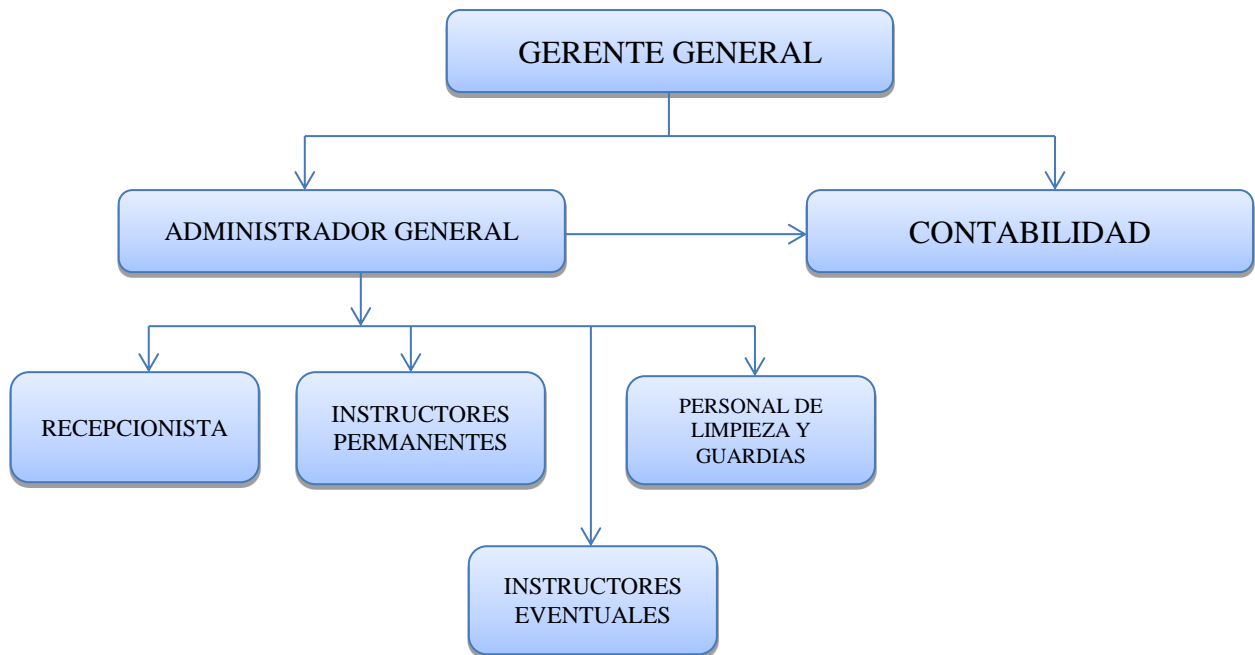 GERENTE GENERAL
ADMINISTRADOR GENERAL
CONTABILIDAD
RECEPCIONISTA
INSTRUCTORES
PERMANENTES
PERSONAL DE
LIMPIEZA Y
GUARDIAS
INSTRUCTORES
EVENTUALES